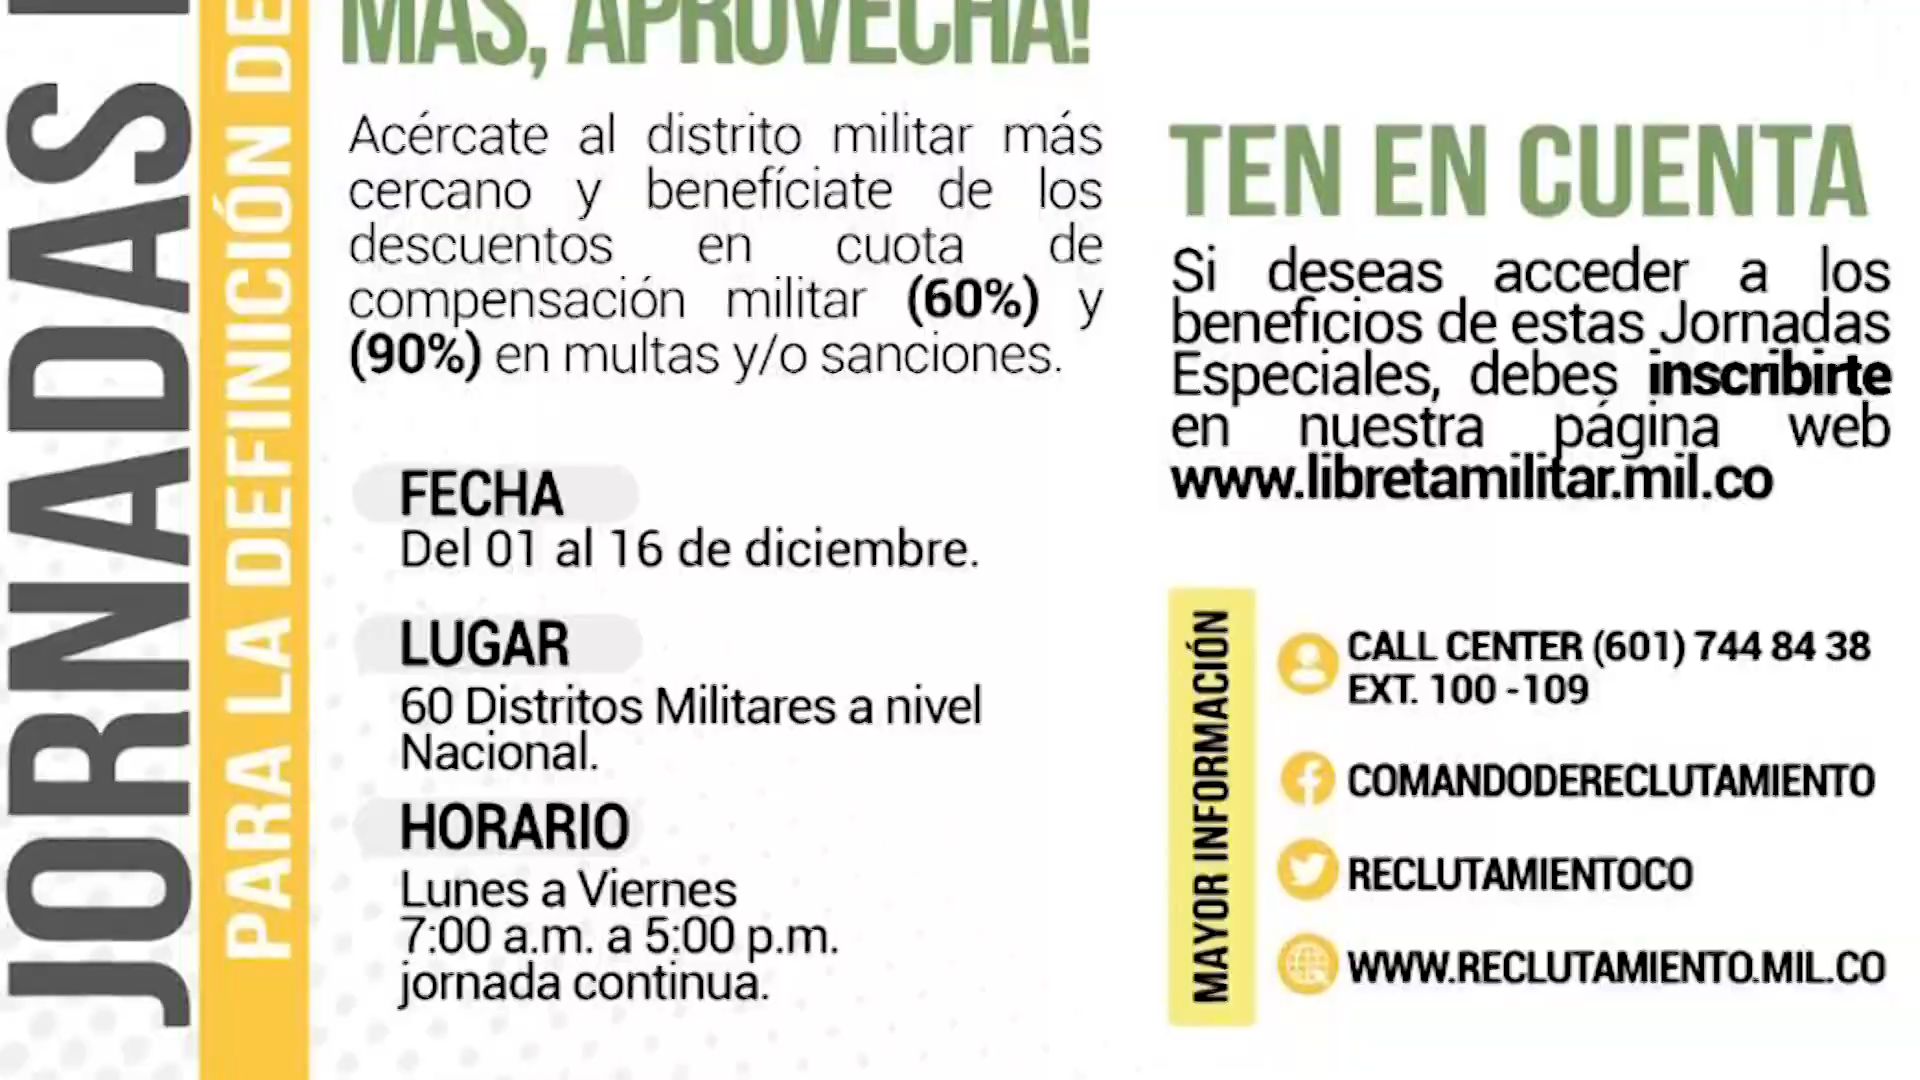 JORNADAS
PARA LA DEFINICIÓN DE
MÁS, APROVECHA!
Acércate al distrito militar más
cercano y benefíciate de los
descuentos en cuota de
compensación militar (60%) y
(90%) en multas y/o sanciones.
FECHA
Del 01 al 16 de diciembre.
LUGAR
60 Distritos Militares a nivel
Nacional.
HORARIO
Lunes a Viernes
7:00 a.m. a 5:00 p.m.
jornada continua.
TEN EN CUENTA
Si deseas acceder a los
beneficios de estas Jornadas
Especiales, debes inscribirte
en nuestra página web
www.libretamilitar.mil.co
MAYOR INFORMACIÓN
CALL CENTER (601) 744 84 38
EXT. 100 -109
COMANDODERECLUTAMIENTO
RECLUTAMIENTOCO
WWW.RECLUTAMIENTO.MIL.CO